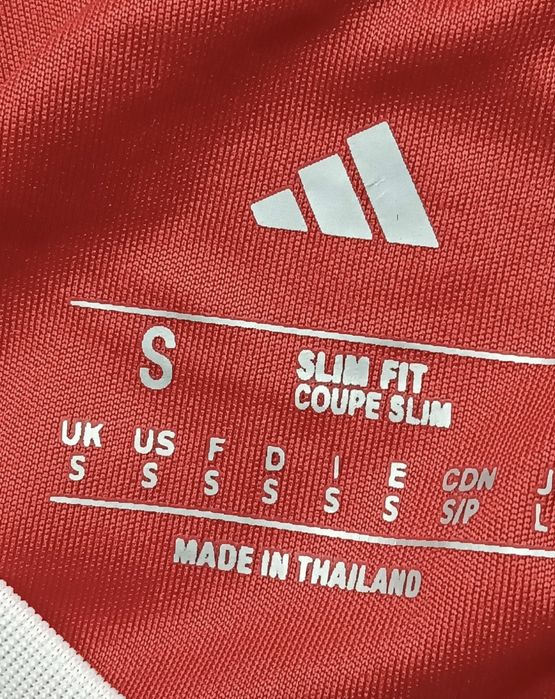 S
SLIM FIT
COUPE SLIM
UK US F D I E CDN J
S S S S S S S/P L
MADE IN THAILAND